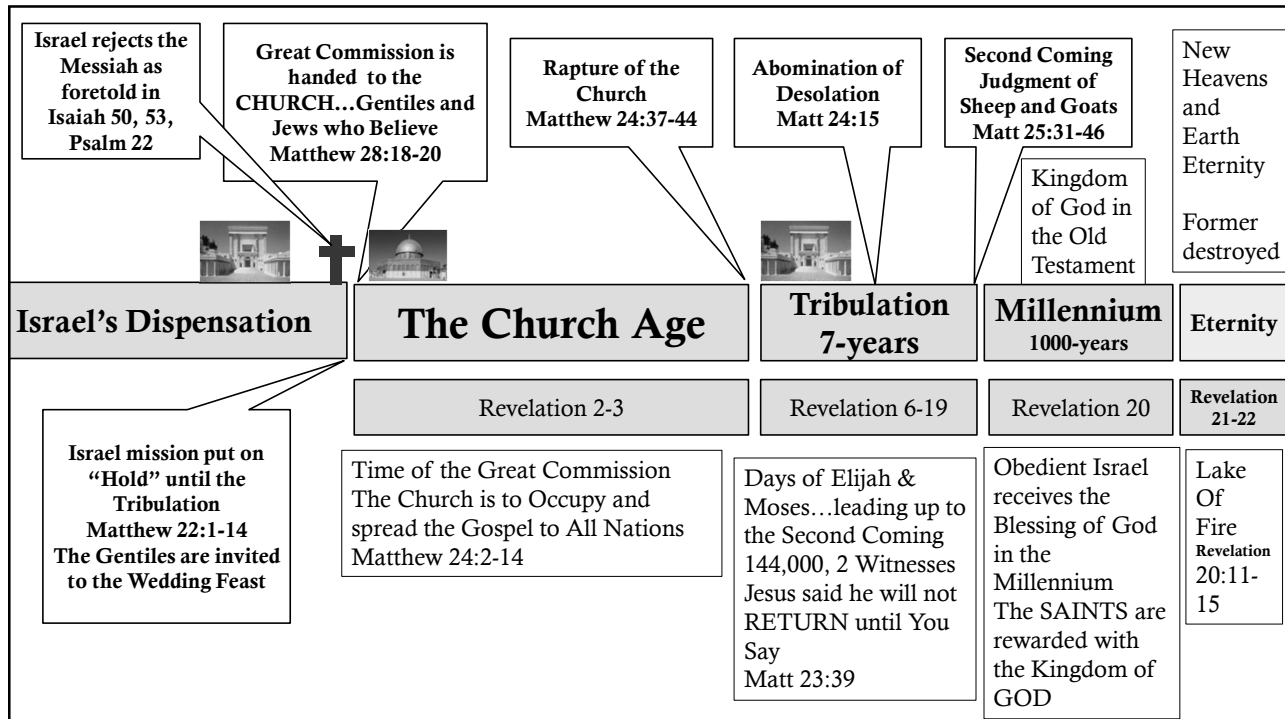 Israel rejects the
Messiah as
foretold in
Isaiah 50, 53,
Psalm 22
Great Commission is
handed to the
CHURCH…Gentiles and
Jews who Believe
Matthew 28:18-20
Rapture of the
Church
Matthew 24:37-44
Abomination of
Desolation
Matt 24:15
Second Coming
Judgment of
Sheep and Goats
Matt 25:31-46
New
Heavens
and
Earth
Eternity
Former
destroyed
Kingdom
of God in
the Old
Testament
Israel's Dispensation
The Church Age
Tribulation
7-years
Millennium
1000-years
Eternity
Revelation 2-3
Revelation 6-19
Revelation 20
Revelation
21-22
Israel mission put on
“Hold” until the
Tribulation
Matthew 22:1-14
The Gentiles are invited
to the Wedding Feast
Time of the Great Commission
The Church is to Occupy and
spread the Gospel to All Nations
Matthew 24:2-14
Days of Elijah &
Moses…leading up to
the Second Coming
144,000, 2 Witnesses
Jesus said he will not
RETURN until You
Say
Matt 23:39
Obedient Israel
receives the
Blessing of God
in the
Millennium
The SAINTS are
rewarded with
the Kingdom of
GOD
Lake
Of
Fire
Revelation
20:11-
15